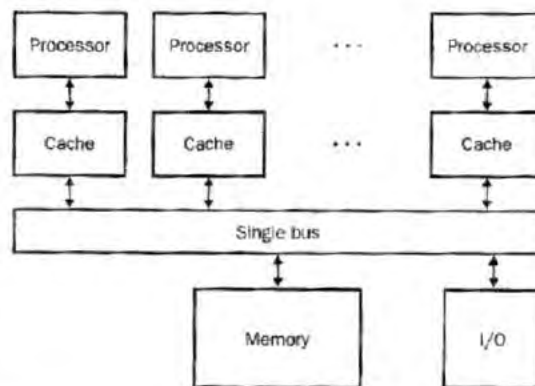 Processor Processor ... Processor
Cache Cache ... Cache
Single bus
Memory I/O